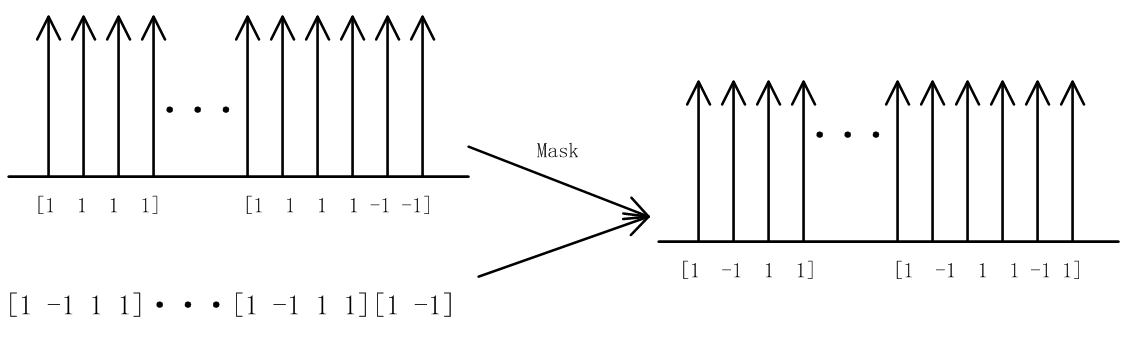 Mask
[1 1 1 1] [1 1 1 1 -1 -1]
[1 -1 1 1] [1 -1 1 1 -1 1]
[1 -1 1 1] • • • [1 -1 1 1][1 -1]